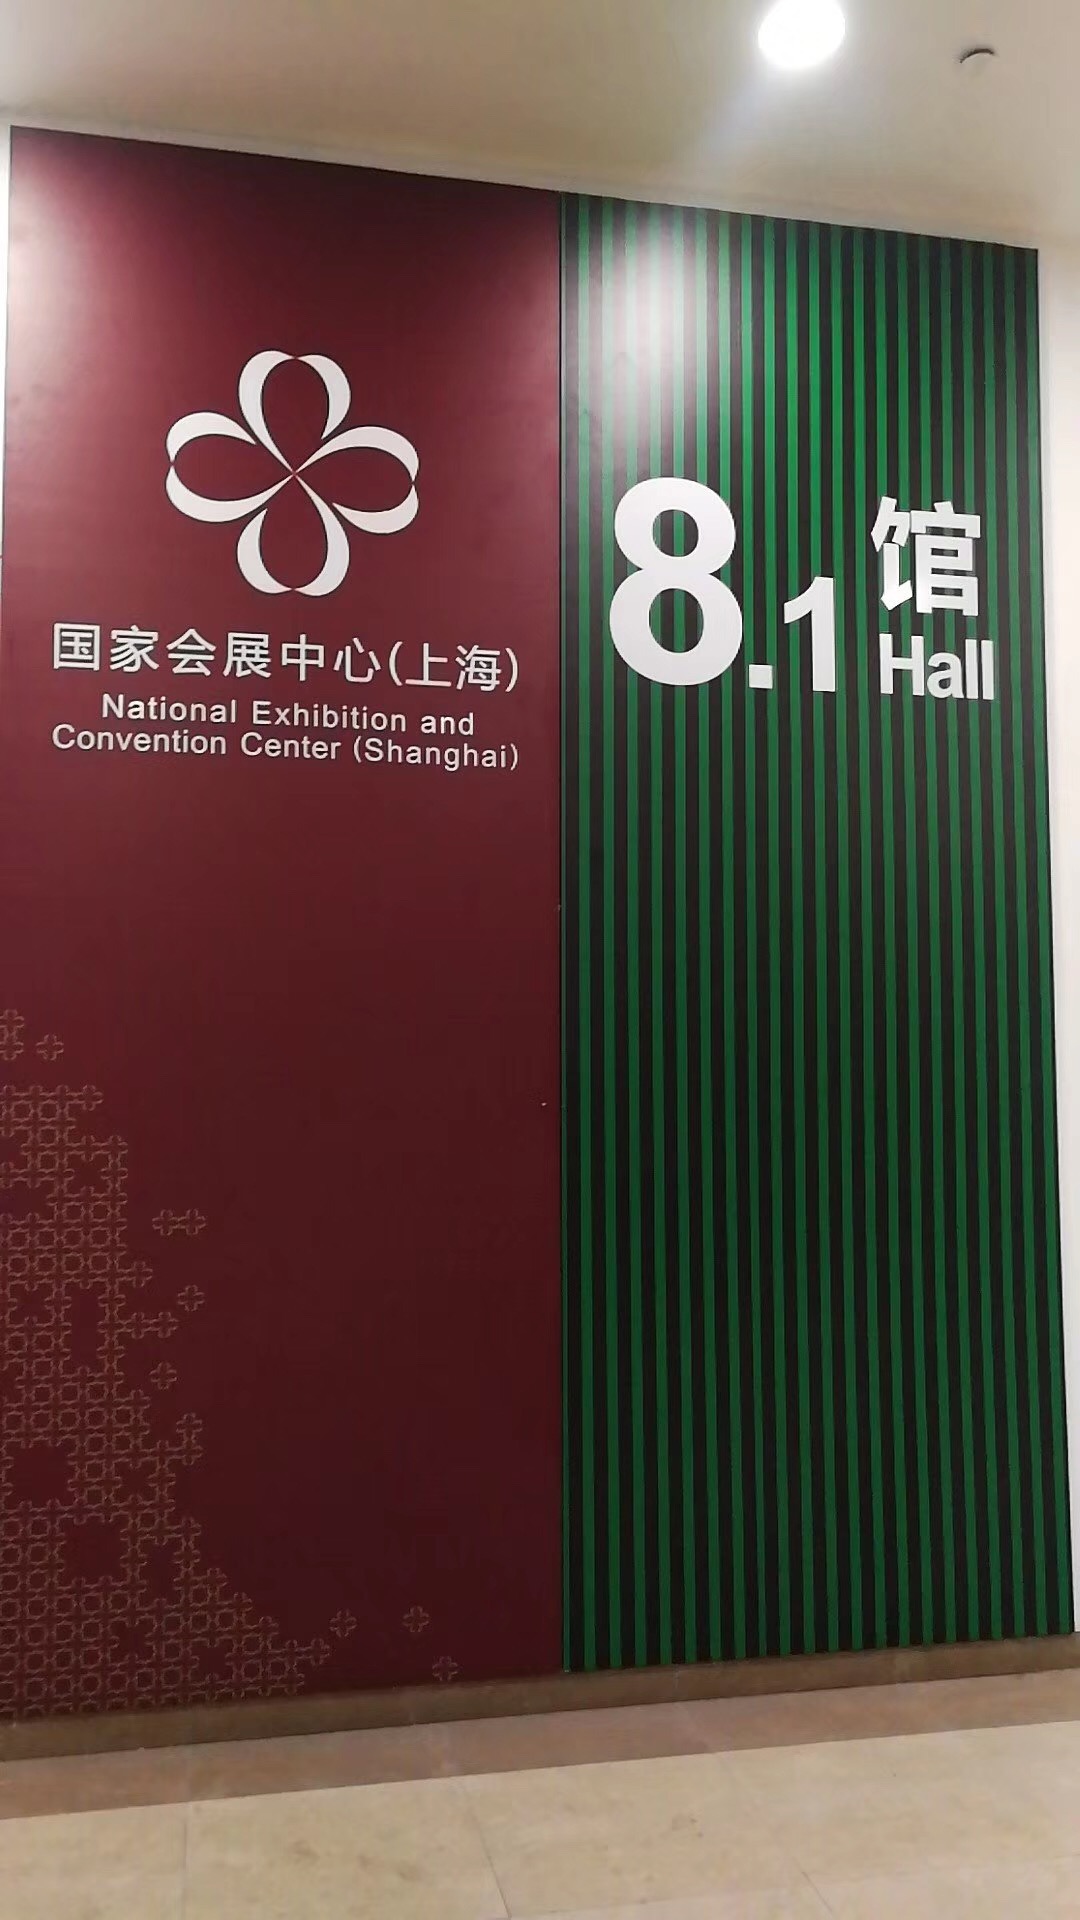 国家会展中心(上海)
National Exhibition and
Convention Center (Shanghai)
8.1 馆
Hall